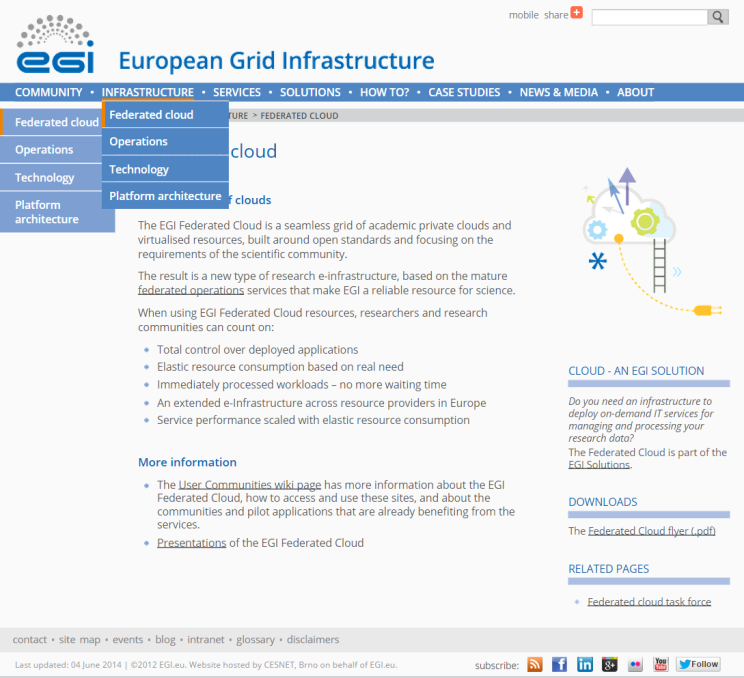 mobile share
egi European Grid Infrastructure
COMMUNITY • INFRASTRUCTURE • SERVICES • SOLUTIONS • HOW TO? • CASE STUDIES • NEWS & MEDIA • ABOUT
Federated cloud
Operations
Technology
Platform
architecture
Federated cloud
Operations
Technology
Platform architecture
TURE > FEDERATED CLOUD
cloud
f clouds
The EGI Federated Cloud is a seamless grid of academic private clouds and
virtualised resources, built around open standards and focusing on the
requirements of the scientific community.
The result is a new type of research e-infrastructure, based on the mature
federated operations services that make EGI a reliable resource for science.
When using EGI Federated Cloud resources, researchers and research
communities can count on:
Total control over deployed applications
Elastic resource consumption based on real need
Immediately processed workloads – no more waiting time
An extended e-Infrastructure across resource providers in Europe
Service performance scaled with elastic resource consumption
More information
The User Communities wiki page has more information about the EGI
Federated Cloud, how to access and use these sites, and about the
communities and pilot applications that are already benefiting from the
services.
Presentations of the EGI Federated Cloud
CLOUD - AN EGI SOLUTION
Do you need an infrastructure to
deploy on-demand IT services for
managing and processing your
research data?
The Federated Cloud is part of the
EGI Solutions.
DOWNLOADS
The Federated Cloud flyer (.pdf)
RELATED PAGES
Federated cloud task force
contact • site map • events • blog • intranet • glossary • disclaimers
Last updated: 04 June 2014 | ©2012 EGI.eu. Website hosted by CESNET, Brno on behalf of EGI.eu.
subscribe: f in g+ You Tube Follow